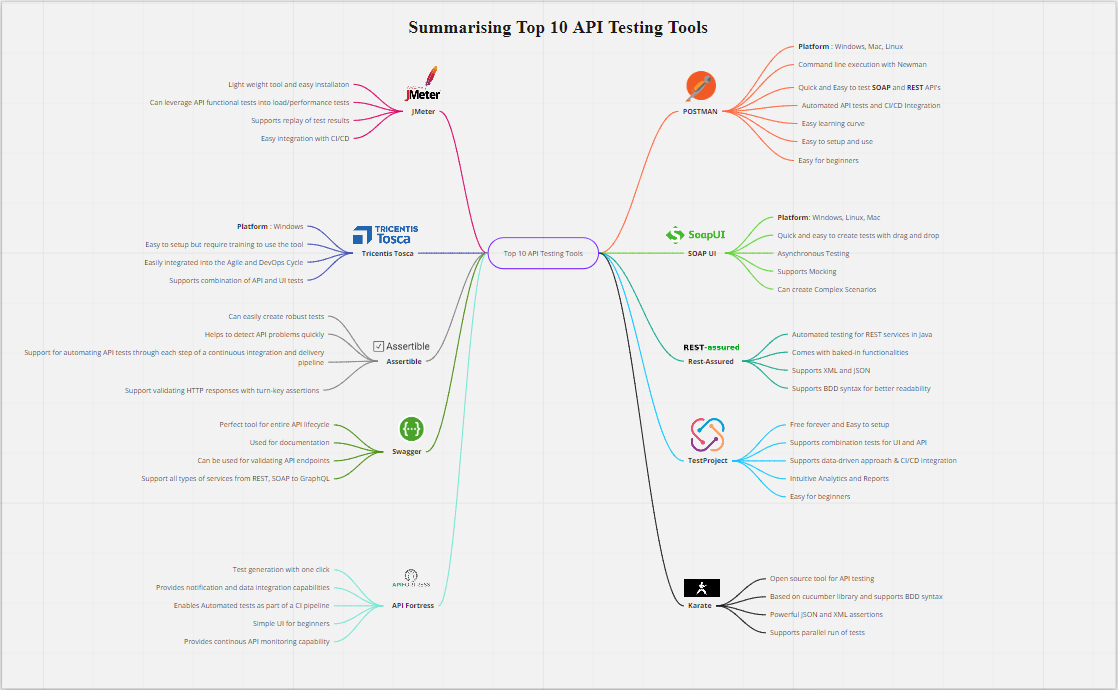 Summarising Top 10 API Testing Tools
Top 10 API Testing Tools
JMeter
JMeter
Light weight tool and easy installaton
Can leverage API functional tests into load/performance tests
Supports replay of test results
Easy integration with CI/CD
TRICENTIS
Tosca
Tricentis Tosca
Platform : Windows
Easy to setup but require training to use the tool
Easily integrated into the Agile and DevOps Cycle
Supports combination of API and UI tests
Assertible
Assertible
Can easily create robust tests
Helps to detect API problems quickly
Support for automating API tests through each step of a continuous integration and delivery
pipeline
Support validating HTTP responses with turn-key assertions
Swagger
Perfect tool for entire API lifecycle
Used for documentation
Can be used for validating API endpoints
Support all types of services from REST, SOAP to GraphQL
API Fortress
Test generation with one click
Provides notification and data integration capabilities
Enables Automated tests as part of a CI pipeline
Simple UI for beginners
Provides continous API monitoring capability
POSTMAN
Platform : Windows, Mac, Linux
Command line execution with Newman
Quick and Easy to test SOAP and REST API's
Automated API tests and CI/CD Integration
Easy learning curve
Easy to setup and use
Easy for beginners
SoapUI
SOAP UI
Platform: Windows, Linux, Mac
Quick and easy to create tests with drag and drop
Asynchronous Testing
Supports Mocking
Can create Complex Scenarios
REST-assured
Rest-Assured
Automated testing for REST services in java
Comes with baked-in functionalities
Supports XML and JSON
Supports BDD syntax for better readability
TestProject
Free forever and Easy to setup
Supports combination tests for UI and API
Supports data-driven approach & CI/CD integration
Intuitive Analytics and Reports
Easy for beginners
Karate
Open source tool for API testing
Based on cucumber library and supports BDD syntax
Powerful JSON and XML assertions
Supports parallel run of tests